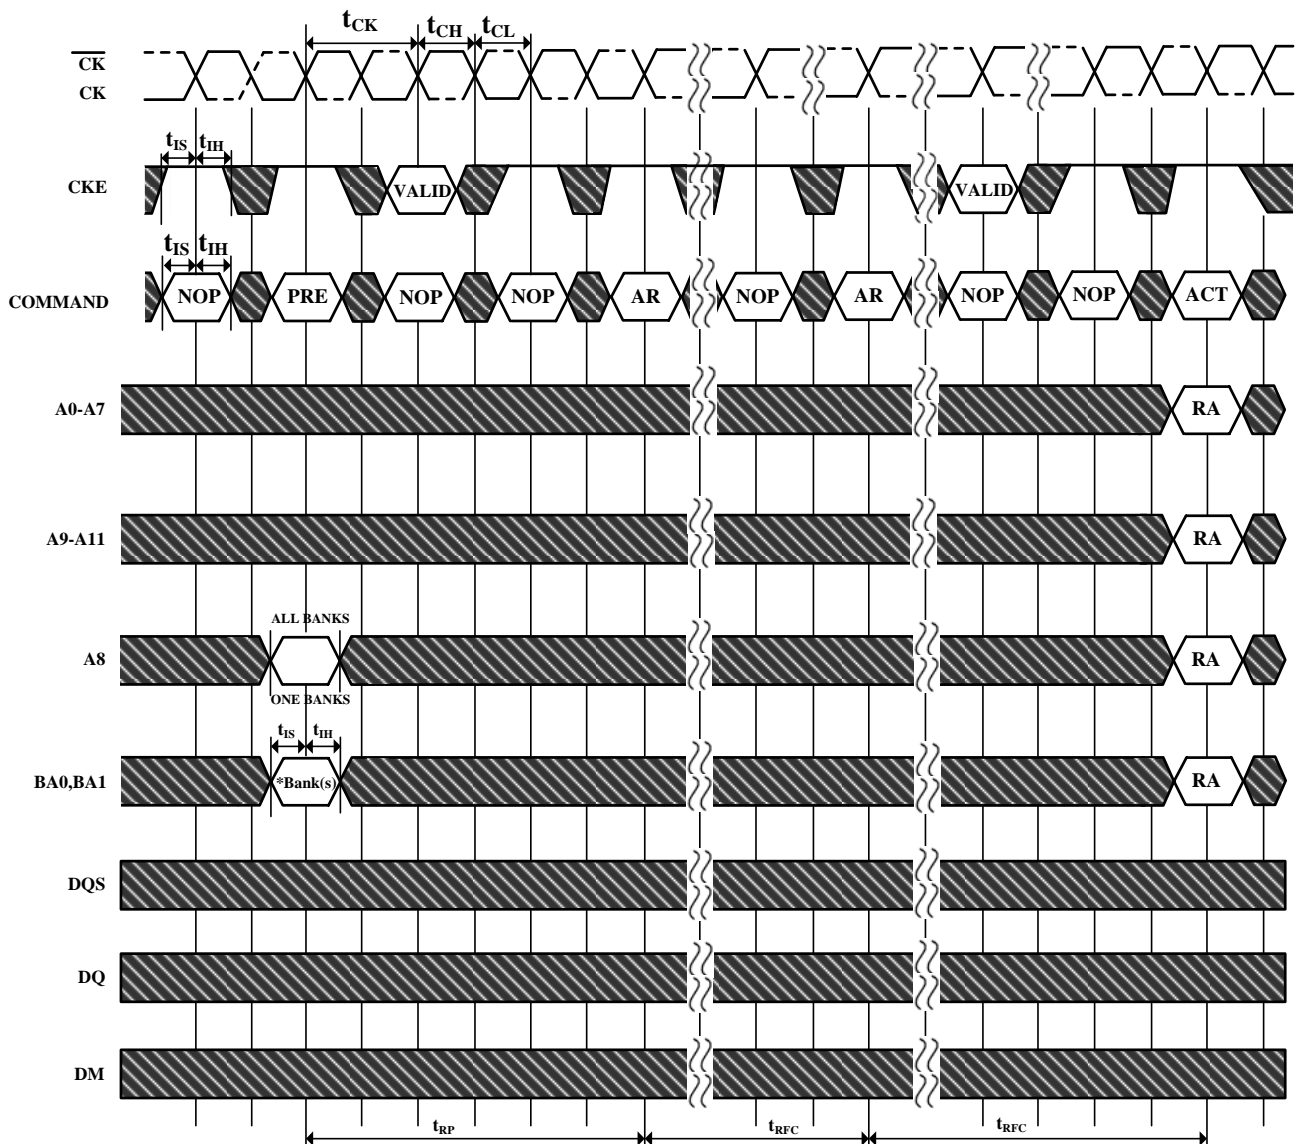 tCK tCH tCL
CK
CK
tIS tIH
CKE VALID VALID
tIS tIH
COMMAND NOP PRE NOP NOP AR NOP AR NOP NOP ACT
A0-A7 RA
A9-A11 RA
ALL BANKS
A8 RA
ONE BANKS
tIS tIH
BA0,BA1 *Bank(s) RA
DQS
DQ
DM
tRP tRFC tRFC